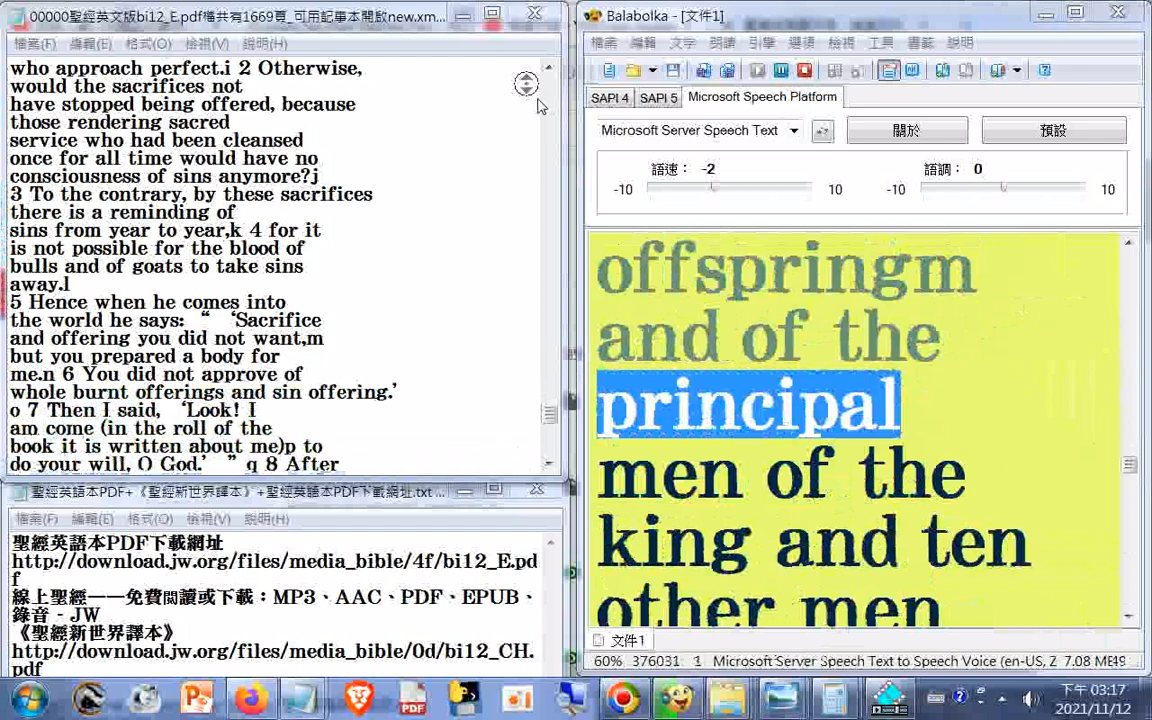 00000聖經英文版bi12_E.pdf檔共有1669頁_可用記事本開啟new.xm...
檔案(F) 編輯(E) 格式(O) 檢視(V) 說明(H)
who approach perfect.i 2 Otherwise,
would the sacrifices not
have stopped being offered, because
those rendering sacred
service who had been cleansed
once for all time would have no
consciousness of sins anymore?j
3 To the contrary, by these sacrifices
there is a reminding of
sins from year to year,k 4 for it
is not possible for the blood of
bulls and of goats to take sins
away.l
5 Hence when he comes into
the world he says: “ ‘Sacrifice
and offering you did not want,m
but you prepared a body for
me.n 6 You did not approve of
whole burnt offerings and sin offering.’
o 7 Then I said, ‘Look! I
am come (in the roll of the
book it is written about me)p to
do your will, O God.’ ”q 8 After
聖經英語本PDF+《聖經新世界譯本》+聖經英語本PDF下載網址.txt ...
檔案(F) 編輯(E) 格式(O) 檢視(V) 說明(H)
聖經英語本PDF下載網址
http://download.jw.org/files/media_bible/4f/bi12_E.pd
f
線上聖經——免費閱讀或下載：MP3、AAC、PDF、EPUB、
錄音 - JW
《聖經新世界譯本》
http://download.jw.org/files/media_bible/0d/bi12_CH.
pdf
Balabolka - [文件1]
檔案 編輯 文字 朗讀 引擎 選項 檢視 工具 書籤 說明
SAPI 4 SAPI 5 Microsoft Speech Platform
Microsoft Server Speech Text 關於 預設
語速： -2 語調： 0
-10 10 -10 10
offspringm
and of the
principal
men of the
king and ten
other men
文件1
60% 376031 1 Microsoft Server Speech Text to Speech Voice (en-US, Z 7.08 ME49
下午 03:17
2021/11/12